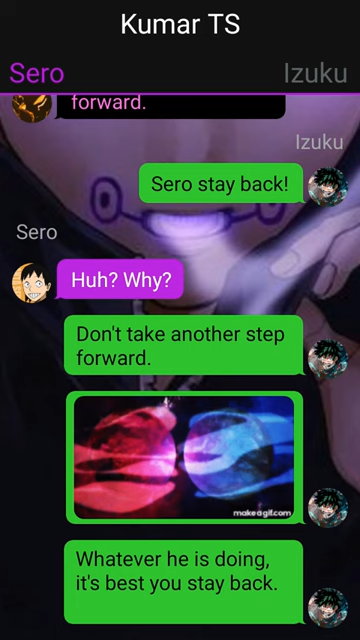 Kumar TS
Sero
Izuku
forward.
Izuku
Sero stay back!
Sero
Huh? Why?
Don't take another step
forward.
makeagif.com
Whatever he is doing,
it's best you stay back.